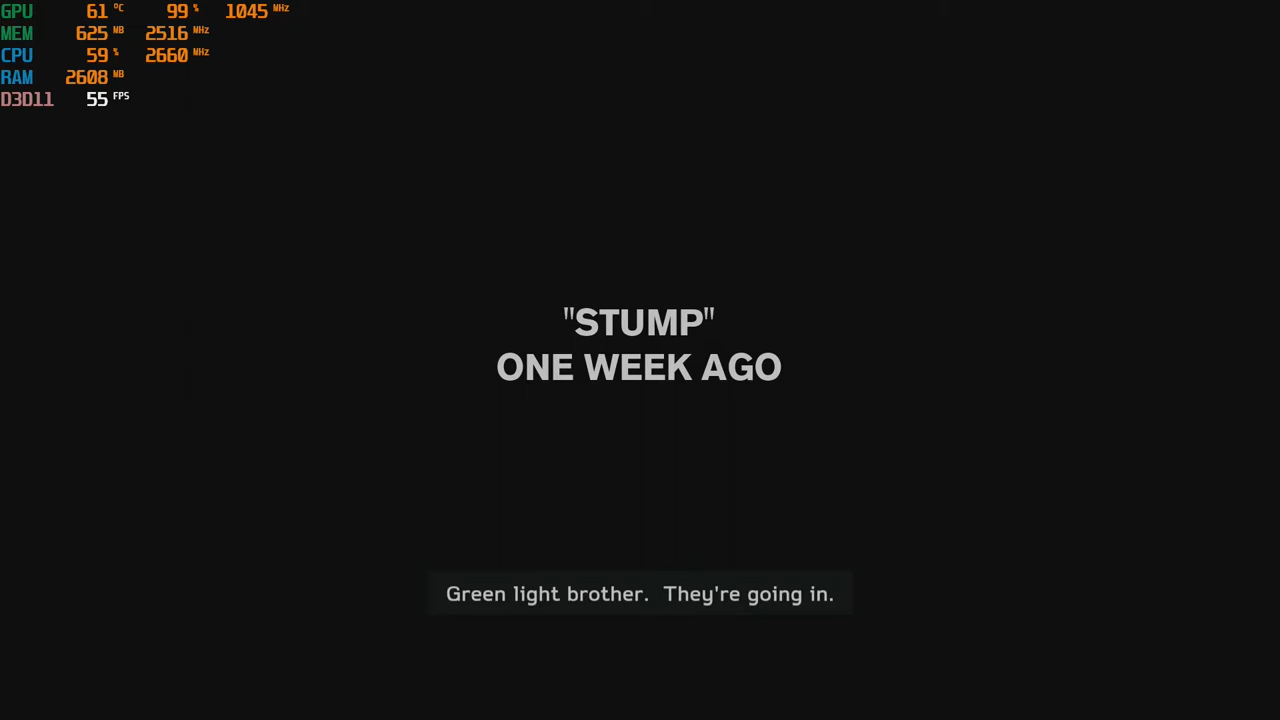 GPU 61 °C 99 % 1045 MHz
MEM 625 MB 2516 MHz
CPU 59 % 2660 MHz
RAM 2608 MB
D3D11 55 FPS
"STUMP"
ONE WEEK AGO
Green light brother. They're going in.